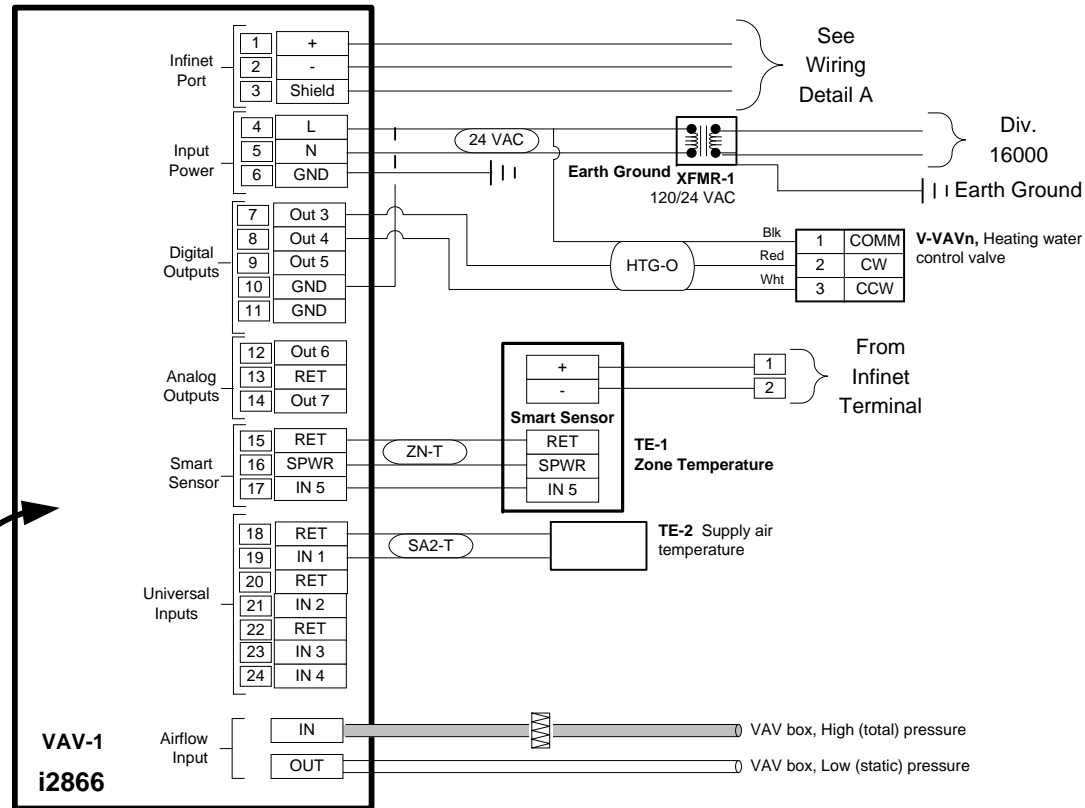 Infinet
Port
1 +
2 -
3 Shield
See
Wiring
Detail A
Input
Power
4 L
5 N
6 GND
24 VAC
Earth Ground
XFMR-1
120/24 VAC
Div.
16000
Earth Ground
Digital
Outputs
7 Out 3
8 Out 4
9 Out 5
10 GND
11 GND
HTG-O
Blk
Red
Wht
1 COMM
2 CW
3 CCW
V-VAVn, Heating water
control valve
Analog
Outputs
12 Out 6
13 RET
14 Out 7
+
-
Smart Sensor
RET
SPWR
IN 5
1
2
From
Infinet
Terminal
TE-1
Zone Temperature
Smart
Sensor
15 RET
16 SPWR
17 IN 5
ZN-T
Universal
Inputs
18 RET
19 IN 1
20 RET
21 IN 2
22 RET
23 IN 3
24 IN 4
SA2-T
TE-2 Supply air
temperature
VAV-1
i2866
Airflow
Input
IN
OUT
VAV box, High (total) pressure
VAV box, Low (static) pressure